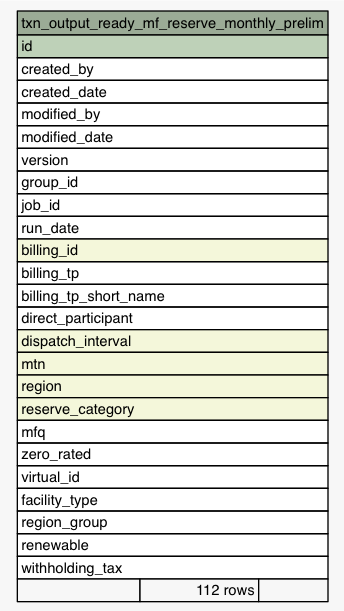 txn_output_ready_mf_reserve_monthly_prelim
id
created_by
created_date
modified_by
modified_date
version
group_id
job_id
run_date
billing_id
billing_tp
billing_tp_short_name
direct_participant
dispatch_interval
mtn
region
reserve_category
mfq
zero_rated
virtual_id
facility_type
region_group
renewable
withholding_tax
112 rows